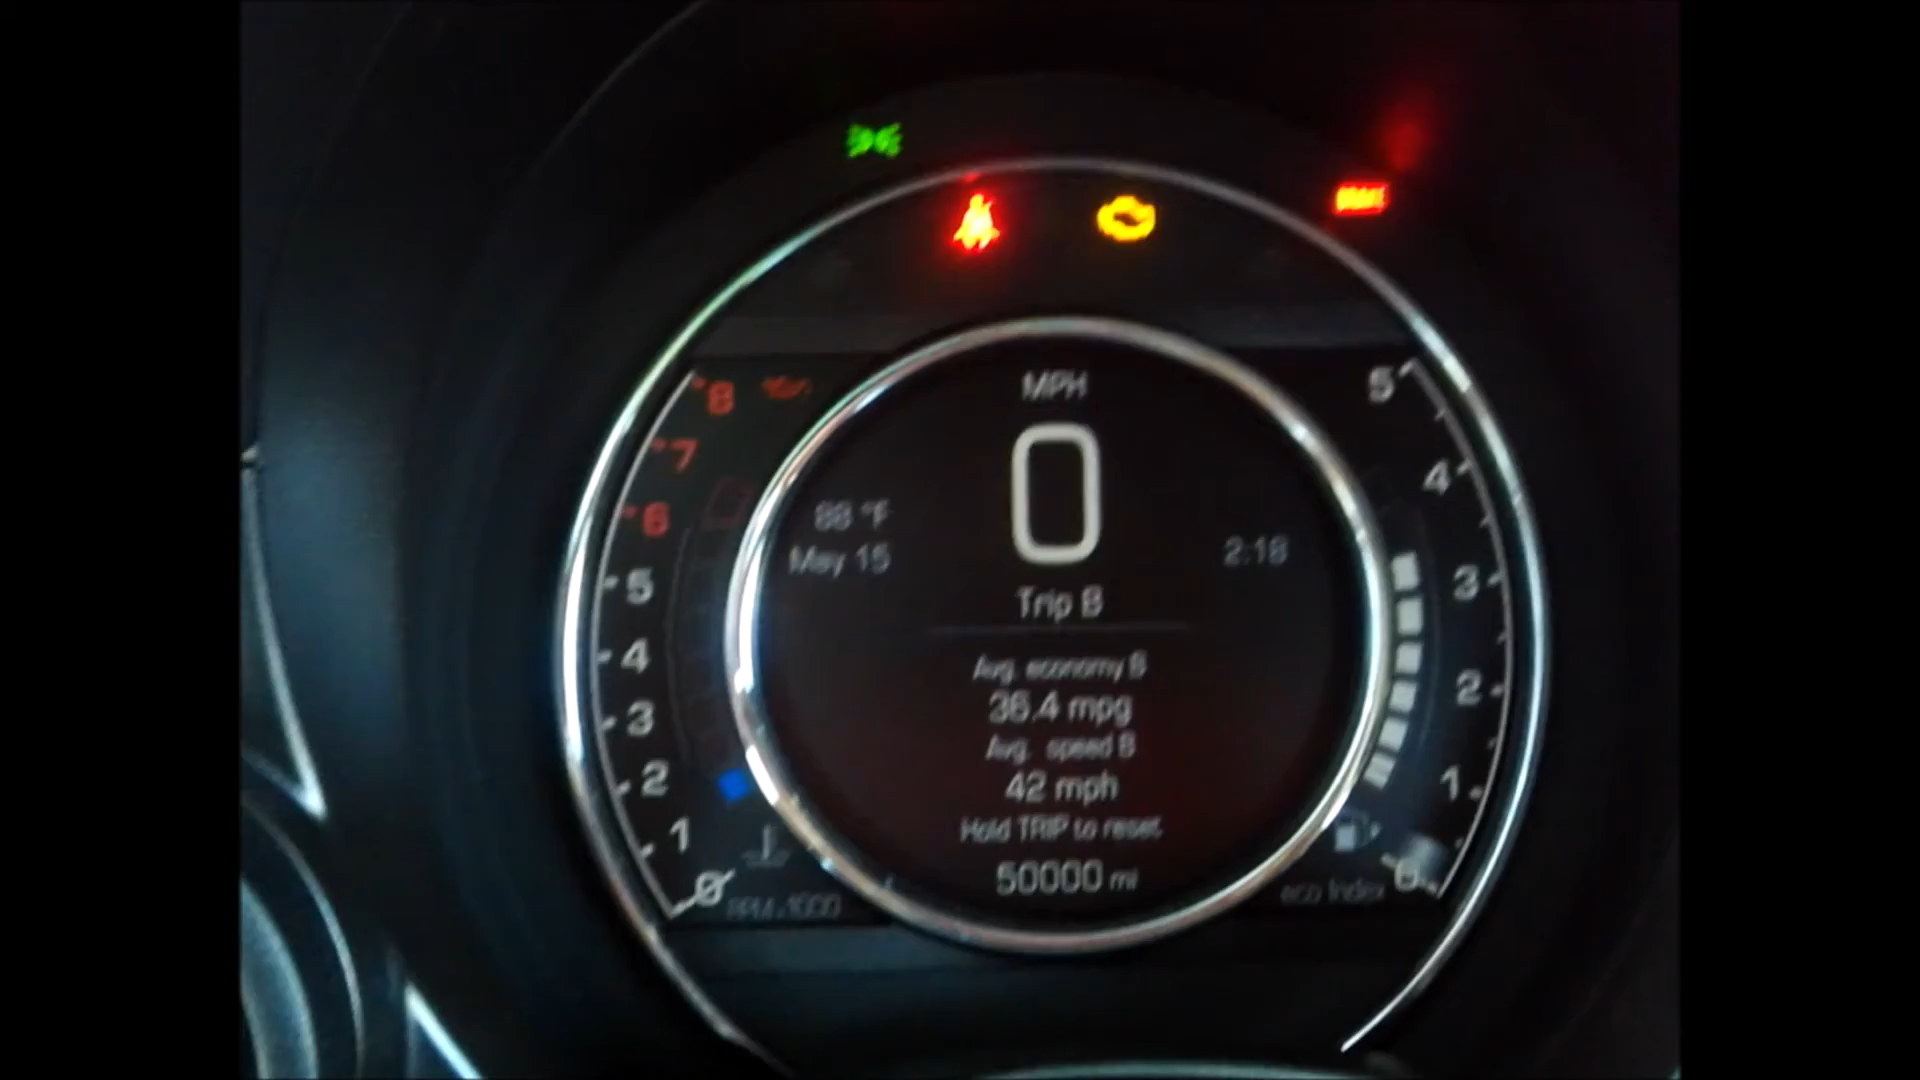 BRAKE
8
7
6
5
4
3
2
1
0
RPM x1000
MPH
0
88 °F
May 15
2:18
Trip B
Avg. economy B
36.4 mpg
Avg. speed B
42 mph
Hold TRIP to reset
50000 mi
5
4
3
2
1
0
eco Index